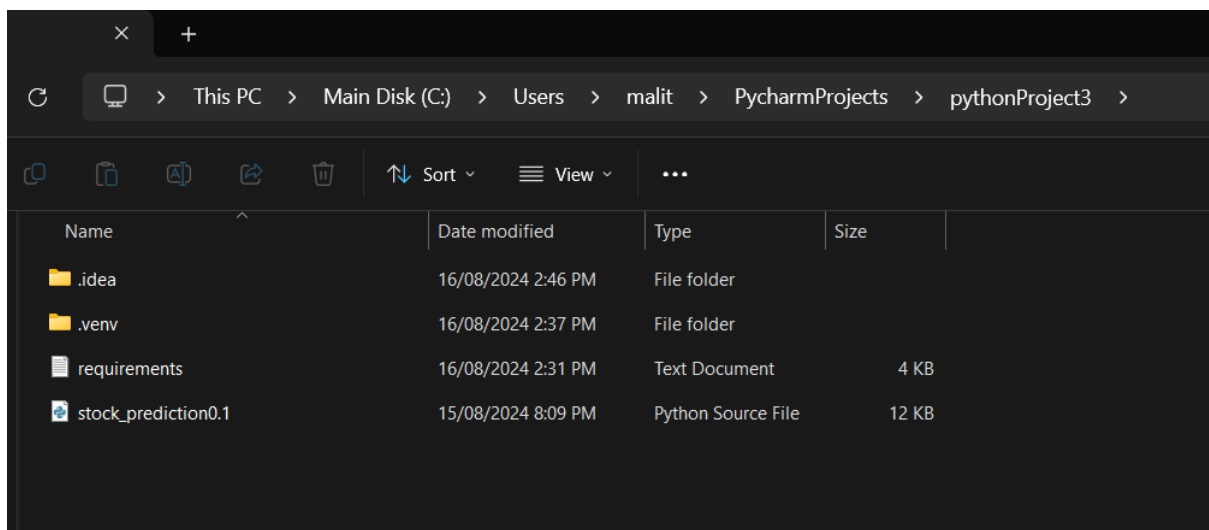 This PC > Main Disk (C:) > Users > malit > PycharmProjects > pythonProject3 >
Sort View
Name Date modified Type Size
.idea 16/08/2024 2:46 PM File folder
.venv 16/08/2024 2:37 PM File folder
requirements 16/08/2024 2:31 PM Text Document 4 KB
stock_prediction0.1 15/08/2024 8:09 PM Python Source File 12 KB